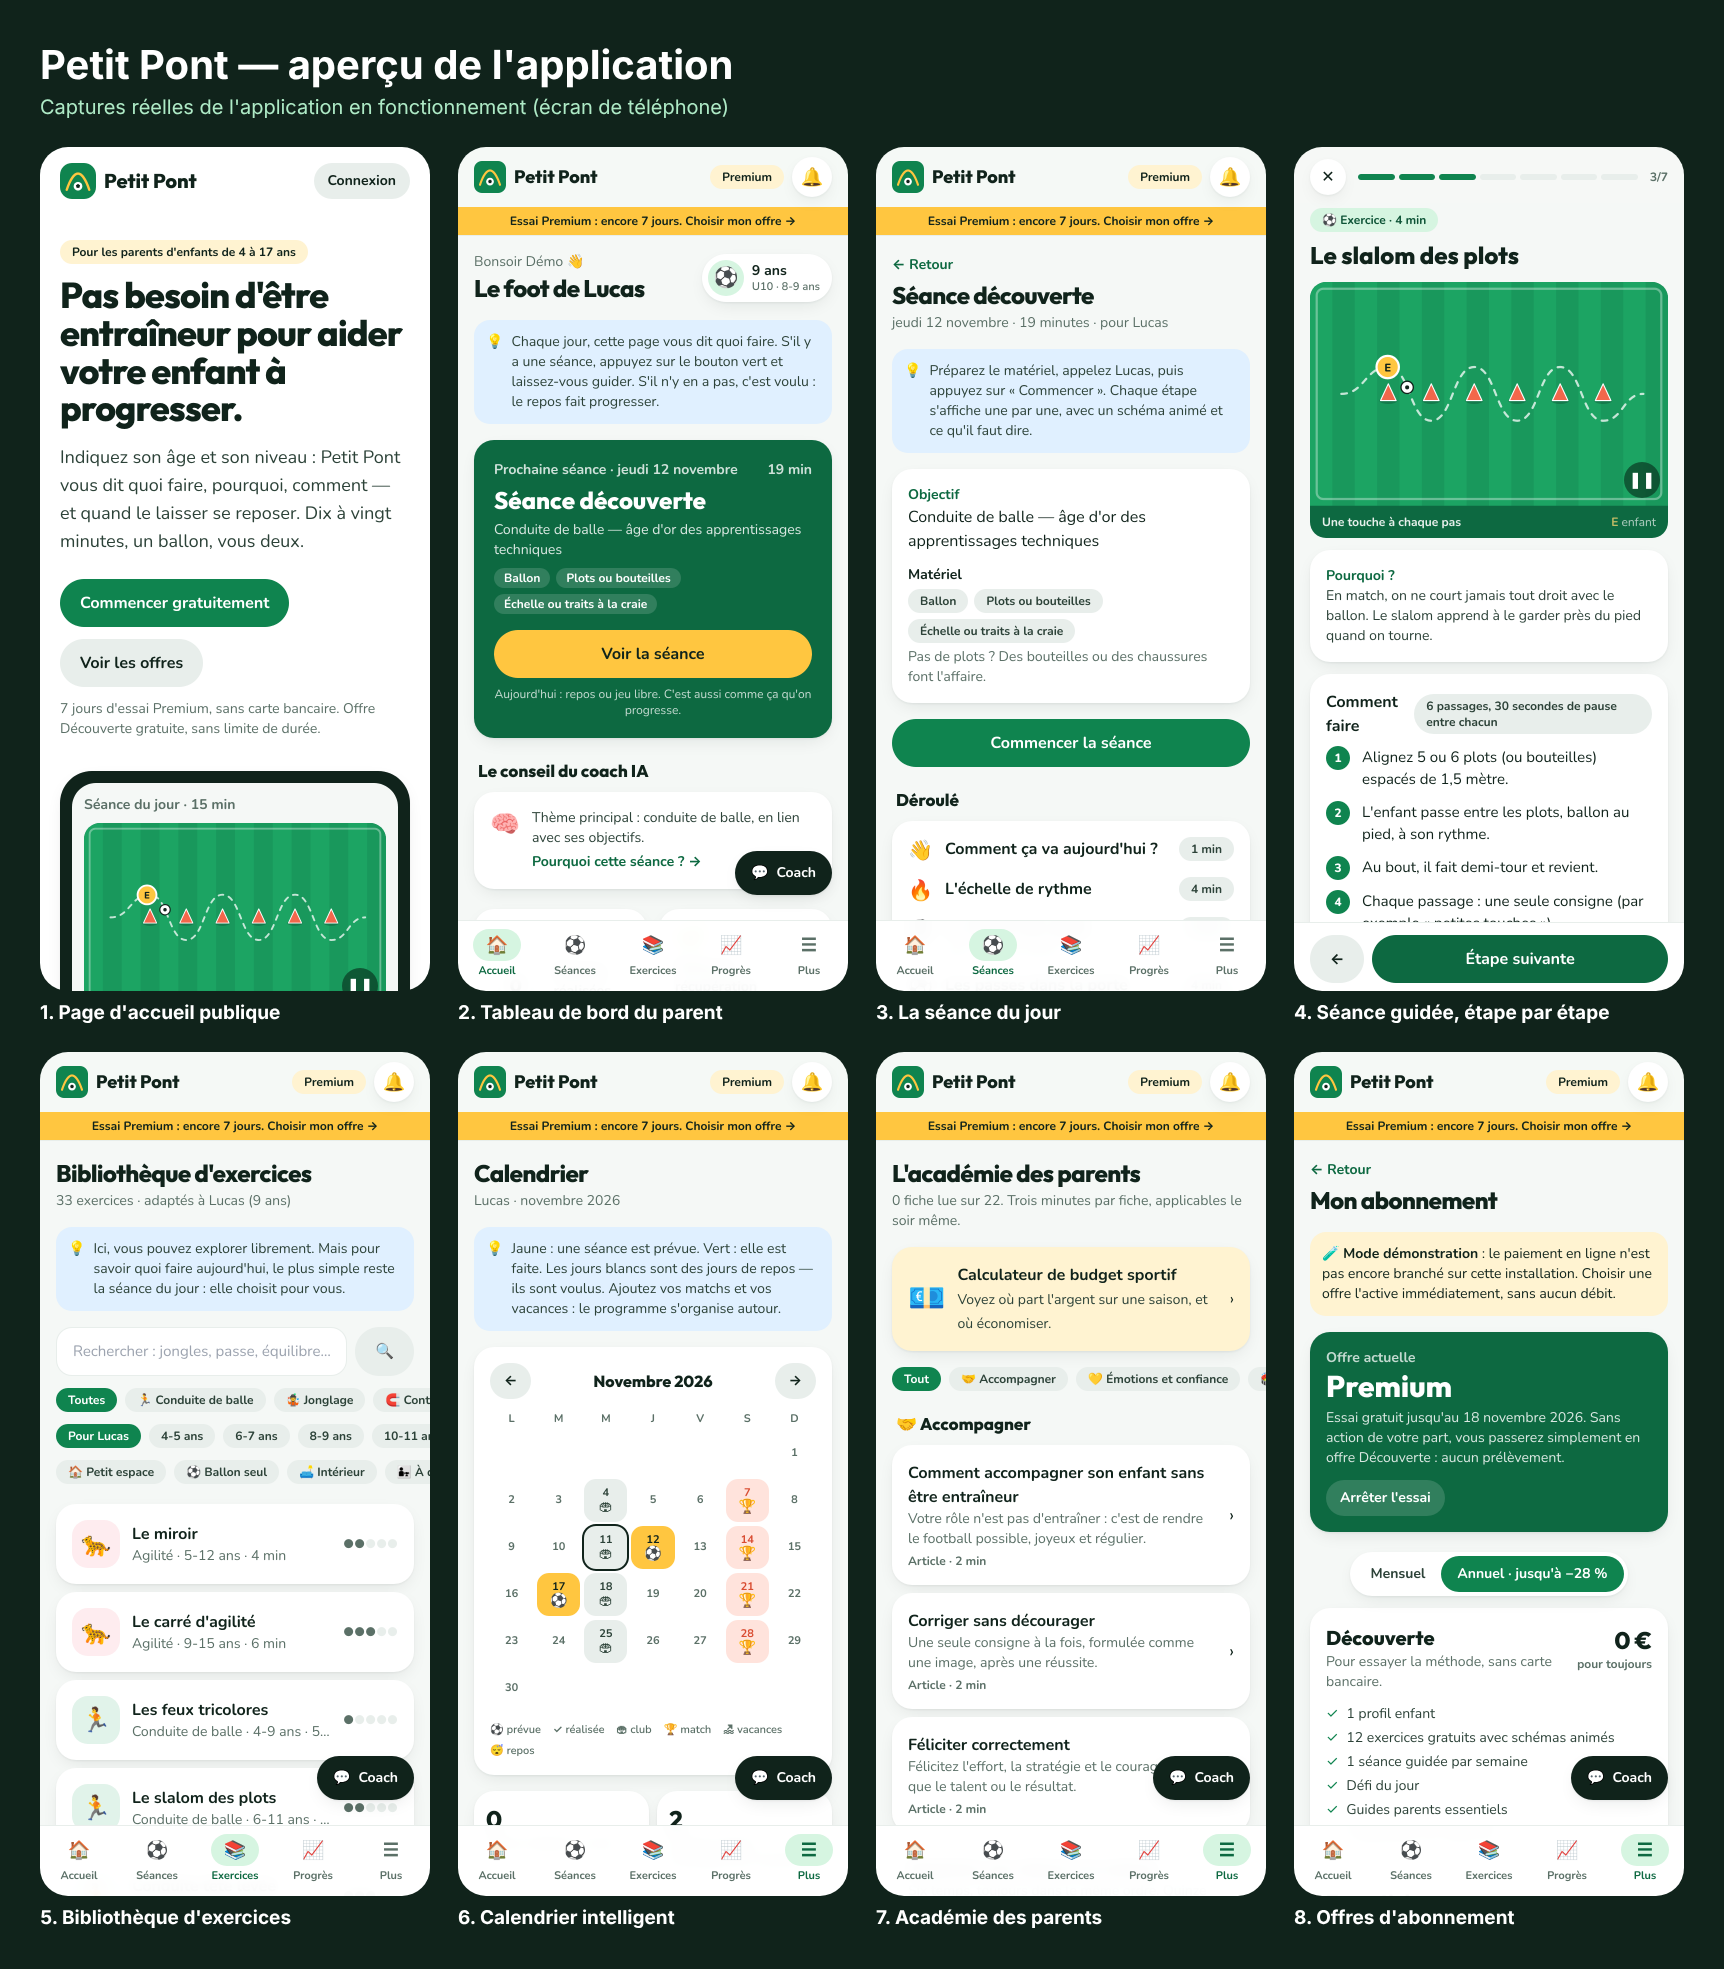 Petit Pont — aperçu de l'application
Captures réelles de l'application en fonctionnement (écran de téléphone)
Petit Pont
Connexion
Pour les parents d'enfants de 4 à 17 ans
Pas besoin d'être
entraîneur pour aider
votre enfant à
progresser.
Indiquez son âge et son niveau : Petit Pont
vous dit quoi faire, pourquoi, comment —
et quand le laisser se reposer. Dix à vingt
minutes, un ballon, vous deux.
Commencer gratuitement
Voir les offres
7 jours d'essai Premium, sans carte bancaire. Offre
Découverte gratuite, sans limite de durée.
Séance du jour · 15 min
E
1. Page d'accueil publique
Petit Pont
Premium
Essai Premium : encore 7 jours. Choisir mon offre →
Bonsoir Démo 👋
Le foot de Lucas
9 ans
U10 · 8-9 ans
Chaque jour, cette page vous dit quoi faire. S'il y
a une séance, appuyez sur le bouton vert et
laissez-vous guider. S'il n'y en a pas, c'est voulu :
le repos fait progresser.
Prochaine séance · jeudi 12 novembre
19 min
Séance découverte
Conduite de balle — âge d'or des apprentissages
techniques
Ballon
Plots ou bouteilles
Échelle ou traits à la craie
Voir la séance
Aujourd'hui : repos ou jeu libre. C'est aussi comme ça qu'on
progresse.
Le conseil du coach IA
Thème principal : conduite de balle, en lien
avec ses objectifs.
Pourquoi cette séance ? →
Coach
Accueil
Séances
Exercices
Progrès
Plus
2. Tableau de bord du parent
Petit Pont
Premium
Essai Premium : encore 7 jours. Choisir mon offre →
← Retour
Séance découverte
jeudi 12 novembre · 19 minutes · pour Lucas
Préparez le matériel, appelez Lucas, puis
appuyez sur « Commencer ». Chaque étape
s'affiche une par une, avec un schéma animé et
ce qu'il faut dire.
Objectif
Conduite de balle — âge d'or des
apprentissages techniques
Matériel
Ballon
Plots ou bouteilles
Échelle ou traits à la craie
Pas de plots ? Des bouteilles ou des chaussures
font l'affaire.
Commencer la séance
Déroulé
Comment ça va aujourd'hui ?
1 min
L'échelle de rythme
4 min
Accueil
Séances
Exercices
Progrès
Plus
3. La séance du jour
✕
3/7
Exercice · 4 min
Le slalom des plots
E
Une touche à chaque pas
E enfant
Pourquoi ?
En match, on ne court jamais tout droit avec le
ballon. Le slalom apprend à le garder près du pied
quand on tourne.
Comment
faire
6 passages, 30 secondes de pause
entre chacun
1 Alignez 5 ou 6 plots (ou bouteilles)
espacés de 1,5 mètre.
2 L'enfant passe entre les plots, ballon au
pied, à son rythme.
3 Au bout, il fait demi-tour et revient.
4 Chaque passage : une seule consigne (par
exemple « petites touches »)
←
Étape suivante
4. Séance guidée, étape par étape
Petit Pont
Premium
Essai Premium : encore 7 jours. Choisir mon offre →
Bibliothèque d'exercices
33 exercices · adaptés à Lucas (9 ans)
Ici, vous pouvez explorer librement. Mais pour
savoir quoi faire aujourd'hui, le plus simple reste
la séance du jour : elle choisit pour vous.
Rechercher : jongles, passe, équilibre...
Toutes
Conduite de balle
Jonglage
Cont
Pour Lucas
4-5 ans
6-7 ans
8-9 ans
10-11 an
Petit espace
Ballon seul
Intérieur
À d
Le miroir
Agilité · 5-12 ans · 4 min
Le carré d'agilité
Agilité · 9-15 ans · 6 min
Les feux tricolores
Conduite de balle · 4-9 ans · 5...
Le slalom des plots
Conduite de balle · 6-11 ans · ...
Coach
Accueil
Séances
Exercices
Progrès
Plus
5. Bibliothèque d'exercices
Petit Pont
Premium
Essai Premium : encore 7 jours. Choisir mon offre →
Calendrier
Lucas · novembre 2026
Jaune : une séance est prévue. Vert : elle est
faite. Les jours blancs sont des jours de repos —
ils sont voulus. Ajoutez vos matchs et vos
vacances : le programme s'organise autour.
← Novembre 2026 →
L M M J V S D
1
2 3 4 5 6 7 8
9 10 11 12 13 14 15
16 17 18 19 20 21 22
23 24 25 26 27 28 29
30
prévue ✓ réalisée club match vacances
repos
0
2
Coach
Accueil
Séances
Exercices
Progrès
Plus
6. Calendrier intelligent
Petit Pont
Premium
Essai Premium : encore 7 jours. Choisir mon offre →
L'académie des parents
0 fiche lue sur 22. Trois minutes par fiche, applicables le
soir même.
Calculateur de budget sportif
Voyez où part l'argent sur une saison, et
où économiser.
Tout
Accompagner
Émotions et confiance
Accompagner
Comment accompagner son enfant sans
être entraîneur
Votre rôle n'est pas d'entraîner : c'est de rendre
le football possible, joyeux et régulier.
Article · 2 min
Corriger sans décourager
Une seule consigne à la fois, formulée comme
une image, après une réussite.
Article · 2 min
Féliciter correctement
Félicitez l'effort, la stratégie et le courag
que le talent ou le résultat.
Article · 2 min
Coach
Accueil
Séances
Exercices
Progrès
Plus
7. Académie des parents
Petit Pont
Premium
Essai Premium : encore 7 jours. Choisir mon offre →
← Retour
Mon abonnement
Mode démonstration : le paiement en ligne n'est
pas encore branché sur cette installation. Choisir une
offre l'active immédiatement, sans aucun débit.
Offre actuelle
Premium
Essai gratuit jusqu'au 18 novembre 2026. Sans
action de votre part, vous passerez simplement en
offre Découverte : aucun prélèvement.
Arrêter l'essai
Mensuel
Annuel · jusqu'à −28 %
Découverte
0 €
Pour essayer la méthode, sans carte
bancaire.
pour toujours
✓ 1 profil enfant
✓ 12 exercices gratuits avec schémas animés
✓ 1 séance guidée par semaine
✓ Défi du jour
✓ Guides parents essentiels
Coach
Accueil
Séances
Exercices
Progrès
Plus
8. Offres d'abonnement